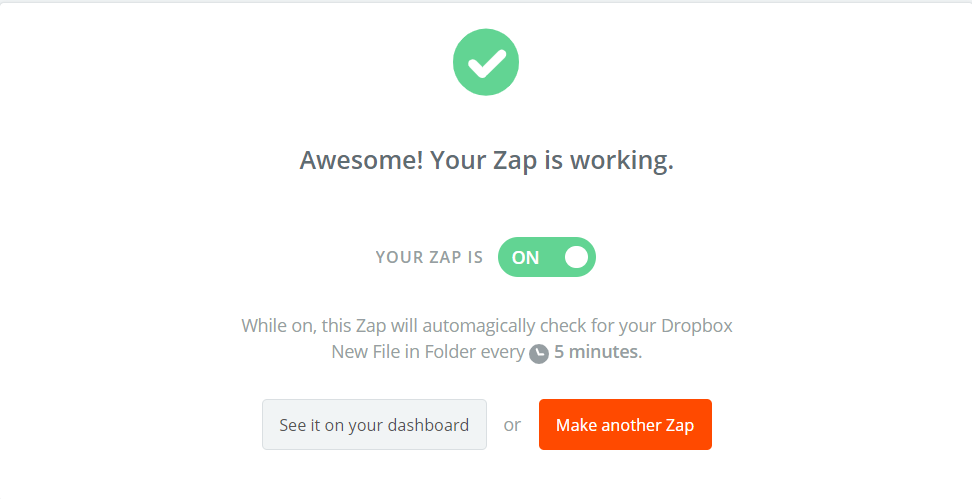 Awesome! Your Zap is working.
YOUR ZAP IS ON
While on, this Zap will automagically check for your Dropbox
New File in Folder every 5 minutes.
See it on your dashboard or Make another Zap